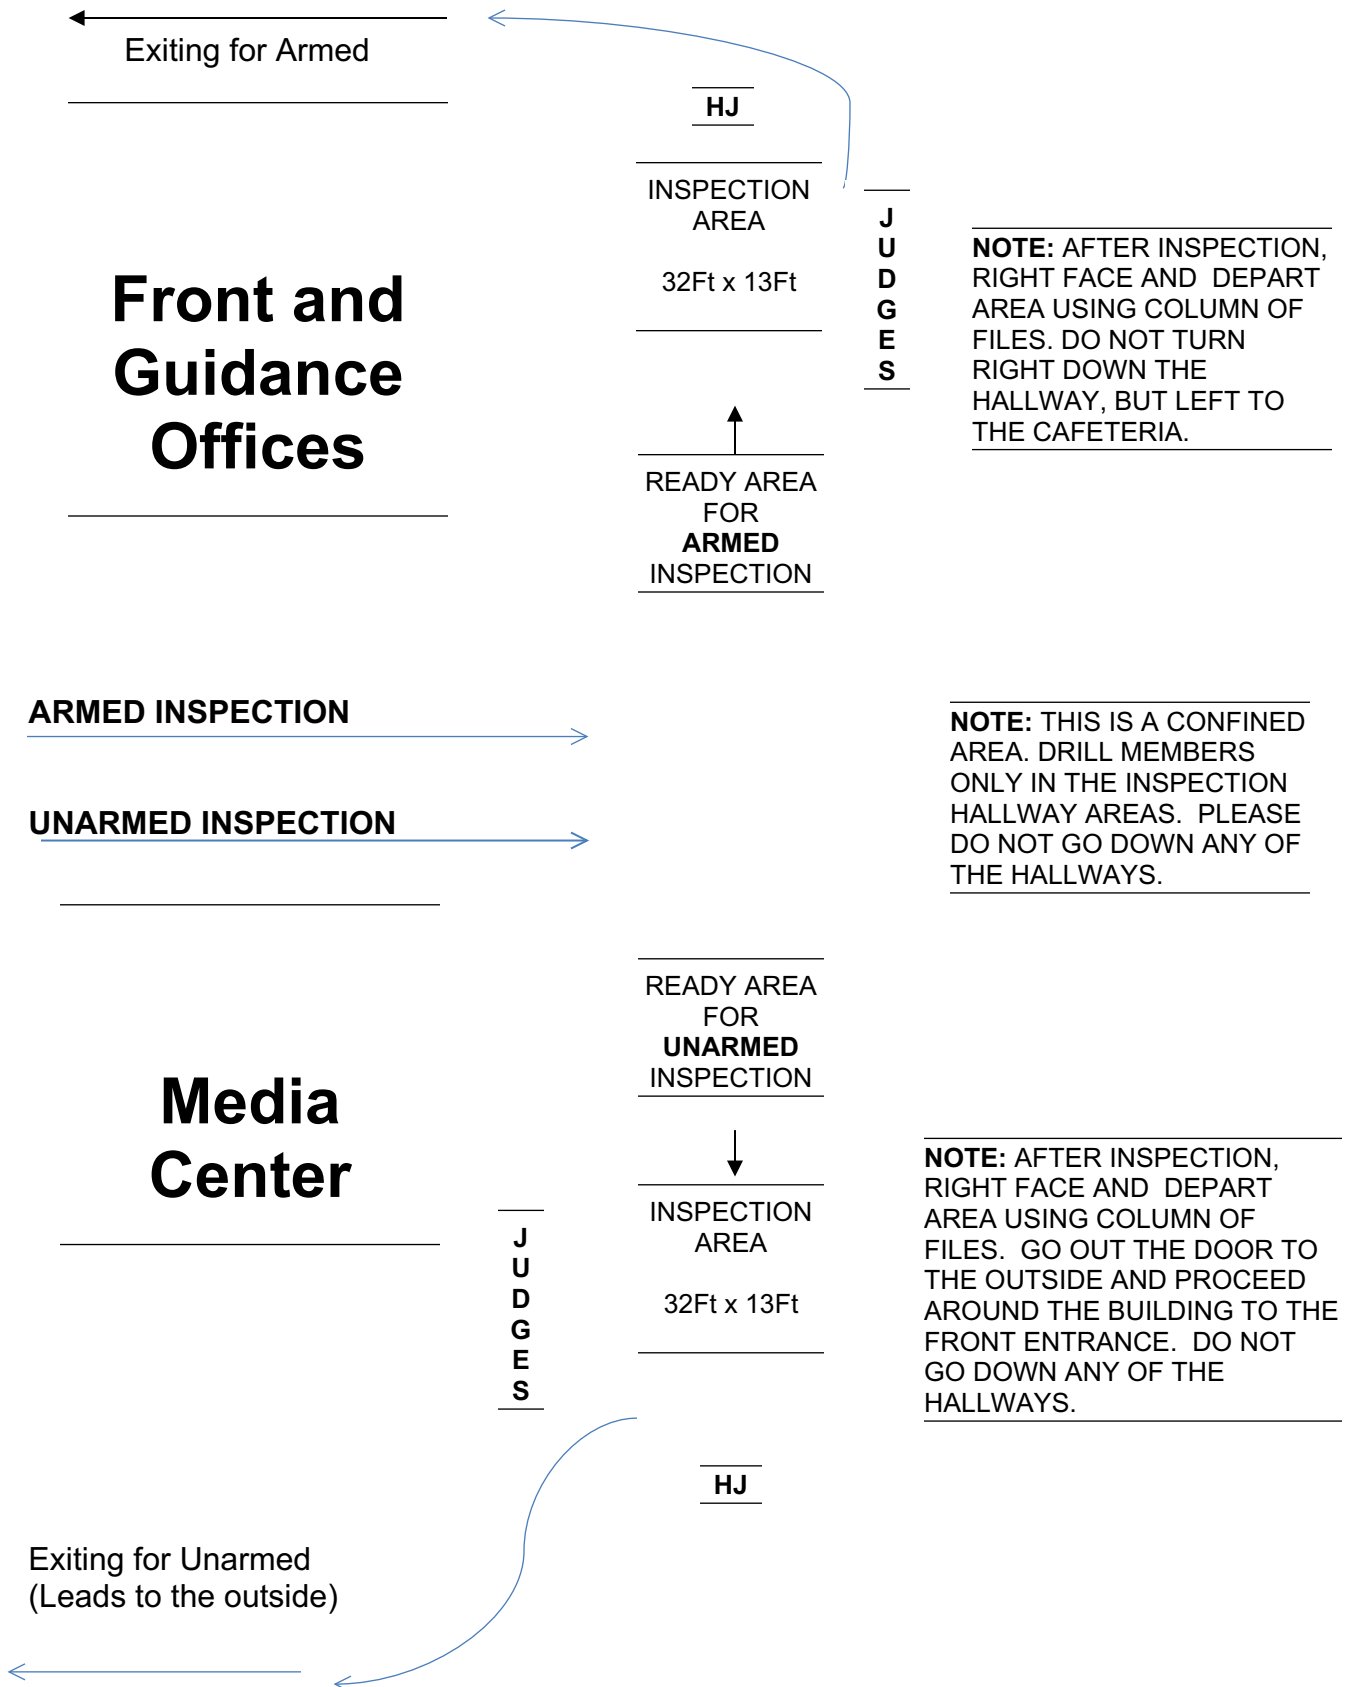 Exiting for Armed
HJ
INSPECTION
AREA
32Ft x 13Ft
J
U
D
G
E
S
NOTE: AFTER INSPECTION,
RIGHT FACE AND  DEPART
AREA USING COLUMN OF
FILES. DO NOT TURN
RIGHT DOWN THE
HALLWAY, BUT LEFT TO
THE CAFETERIA.
Front and
Guidance
Offices
READY AREA
FOR
ARMED
INSPECTION
ARMED INSPECTION
UNARMED INSPECTION
NOTE: THIS IS A CONFINED
AREA. DRILL MEMBERS
ONLY IN THE INSPECTION
HALLWAY AREAS.  PLEASE
DO NOT GO DOWN ANY OF
THE HALLWAYS.
READY AREA
FOR
UNARMED
INSPECTION
Media
Center
J
U
D
G
E
S
INSPECTION
AREA
32Ft x 13Ft
NOTE: AFTER INSPECTION,
RIGHT FACE AND  DEPART
AREA USING COLUMN OF
FILES.  GO OUT THE DOOR TO
THE OUTSIDE AND PROCEED
AROUND THE BUILDING TO THE
FRONT ENTRANCE.  DO NOT
GO DOWN ANY OF THE
HALLWAYS.
HJ
Exiting for Unarmed
(Leads to the outside)